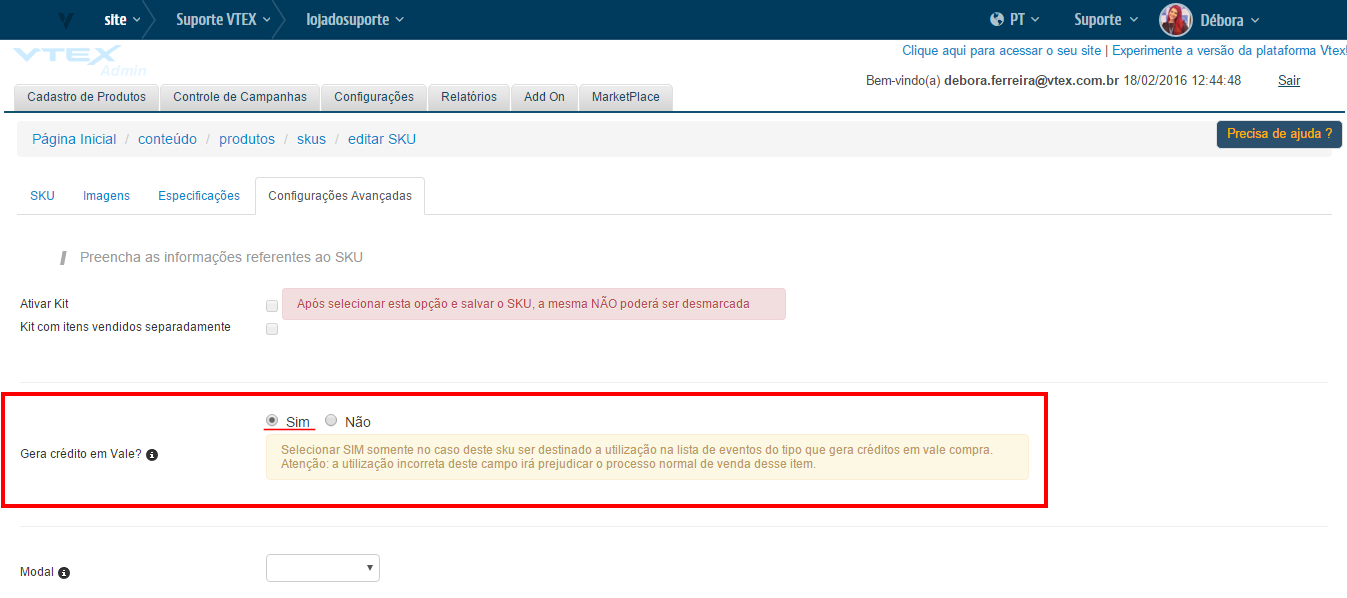 site Suporte VTEX lojadosuporte PT Suporte Débora
Clique aqui para acessar o seu site | Experimente a versão da plataforma Vtex!
VTEX
Admin
Bem-vindo(a) debora.ferreira@vtex.com.br 18/02/2016 12:44:48 Sair
Cadastro de Produtos Controle de Campanhas Configurações Relatórios Add On MarketPlace
Página Inicial / conteúdo / produtos / skus / editar SKU
Precisa de ajuda ?
SKU Imagens Especificações Configurações Avançadas
Preencha as informações referentes ao SKU
Ativar Kit Após selecionar esta opção e salvar o SKU, a mesma NÃO poderá ser desmarcada
Kit com itens vendidos separadamente
Sim Não
Gera crédito em Vale?
Selecionar SIM somente no caso deste sku ser destinado a utilização na lista de eventos do tipo que gera créditos em vale compra.
Atenção: a utilização incorreta deste campo irá prejudicar o processo normal de venda desse item.
Modal